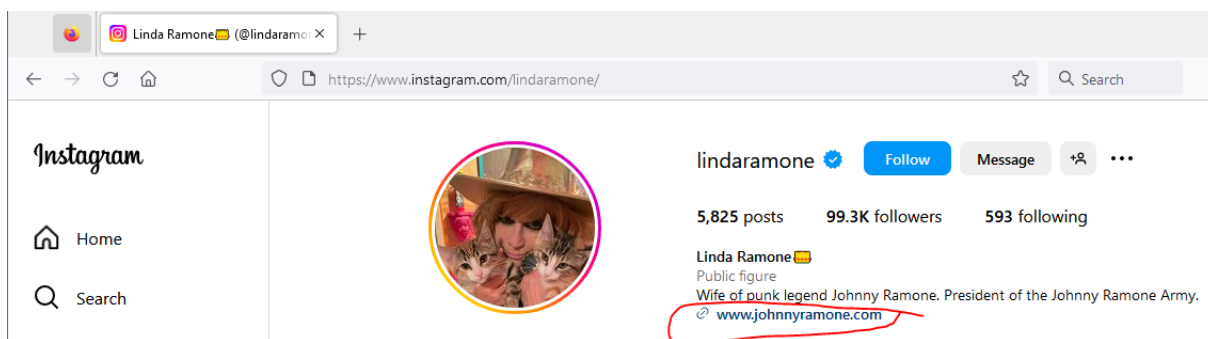 Linda Ramone (@lindaramo
https://www.instagram.com/lindaramone/
Search
Instagram
lindaramone Follow Message
5,825 posts 99.3K followers 593 following
Home
Linda Ramone
Public figure
Wife of punk legend Johnny Ramone. President of the Johnny Ramone Army.
Search
www.johnnyramone.com